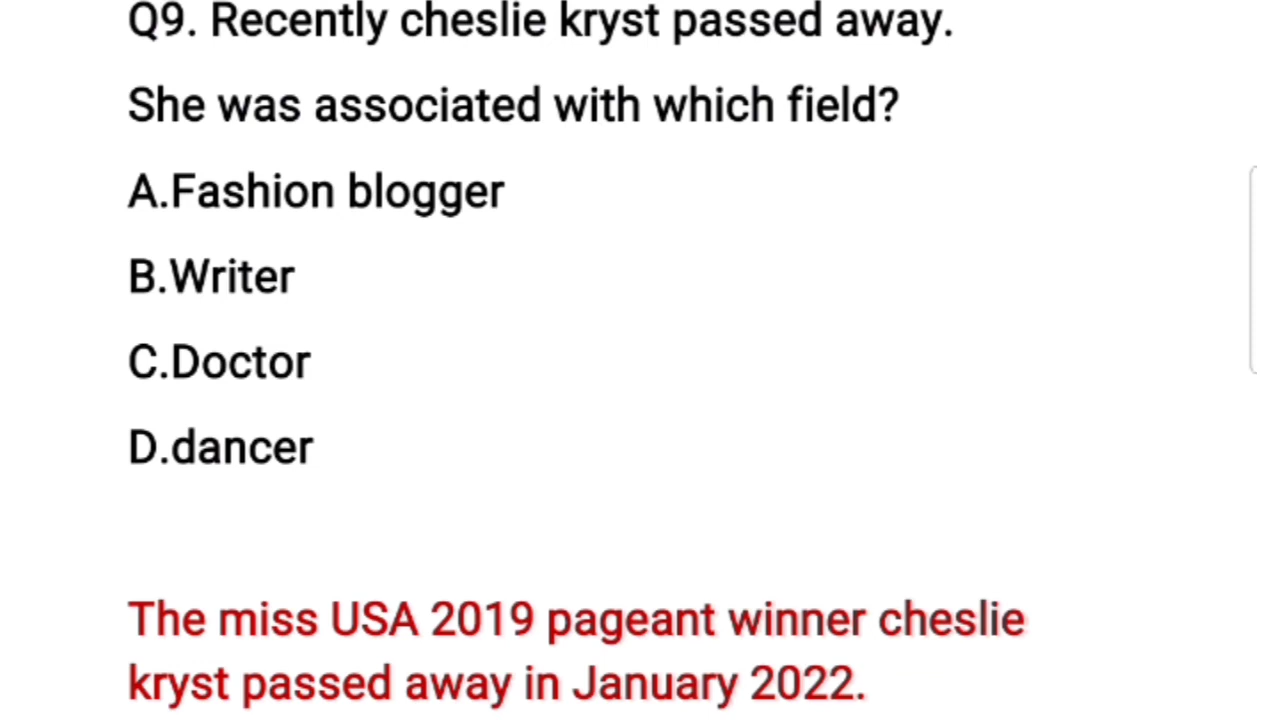 Q9. Recently cheslie kryst passed away.
She was associated with which field?
A.Fashion blogger
B.Writer
C.Doctor
D.dancer
The miss USA 2019 pageant winner cheslie
kryst passed away in January 2022.